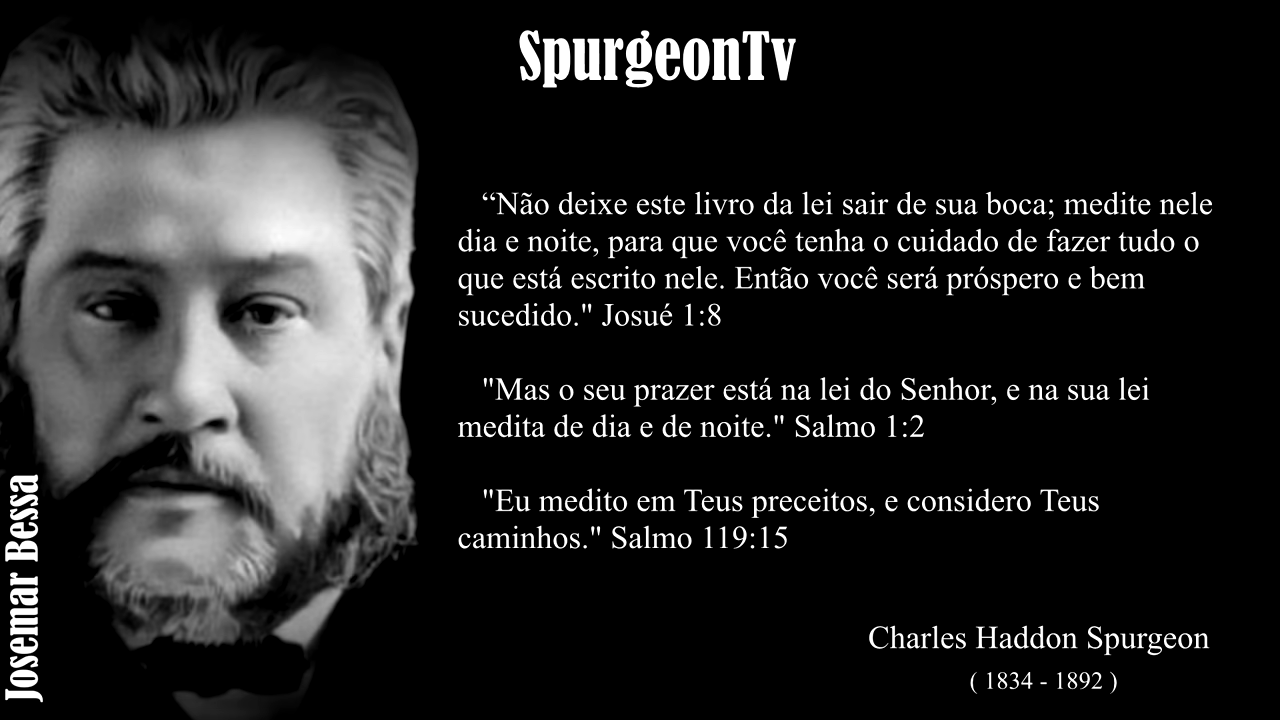 SpurgeonTv
“Não deixe este livro da lei sair de sua boca; medite nele
dia e noite, para que você tenha o cuidado de fazer tudo o
que está escrito nele. Então você será próspero e bem
sucedido." Josué 1:8
"Mas o seu prazer está na lei do Senhor, e na sua lei
medita de dia e de noite." Salmo 1:2
"Eu medito em Teus preceitos, e considero Teus
caminhos." Salmo 119:15
Charles Haddon Spurgeon
( 1834 - 1892 )
Josemar Bessa